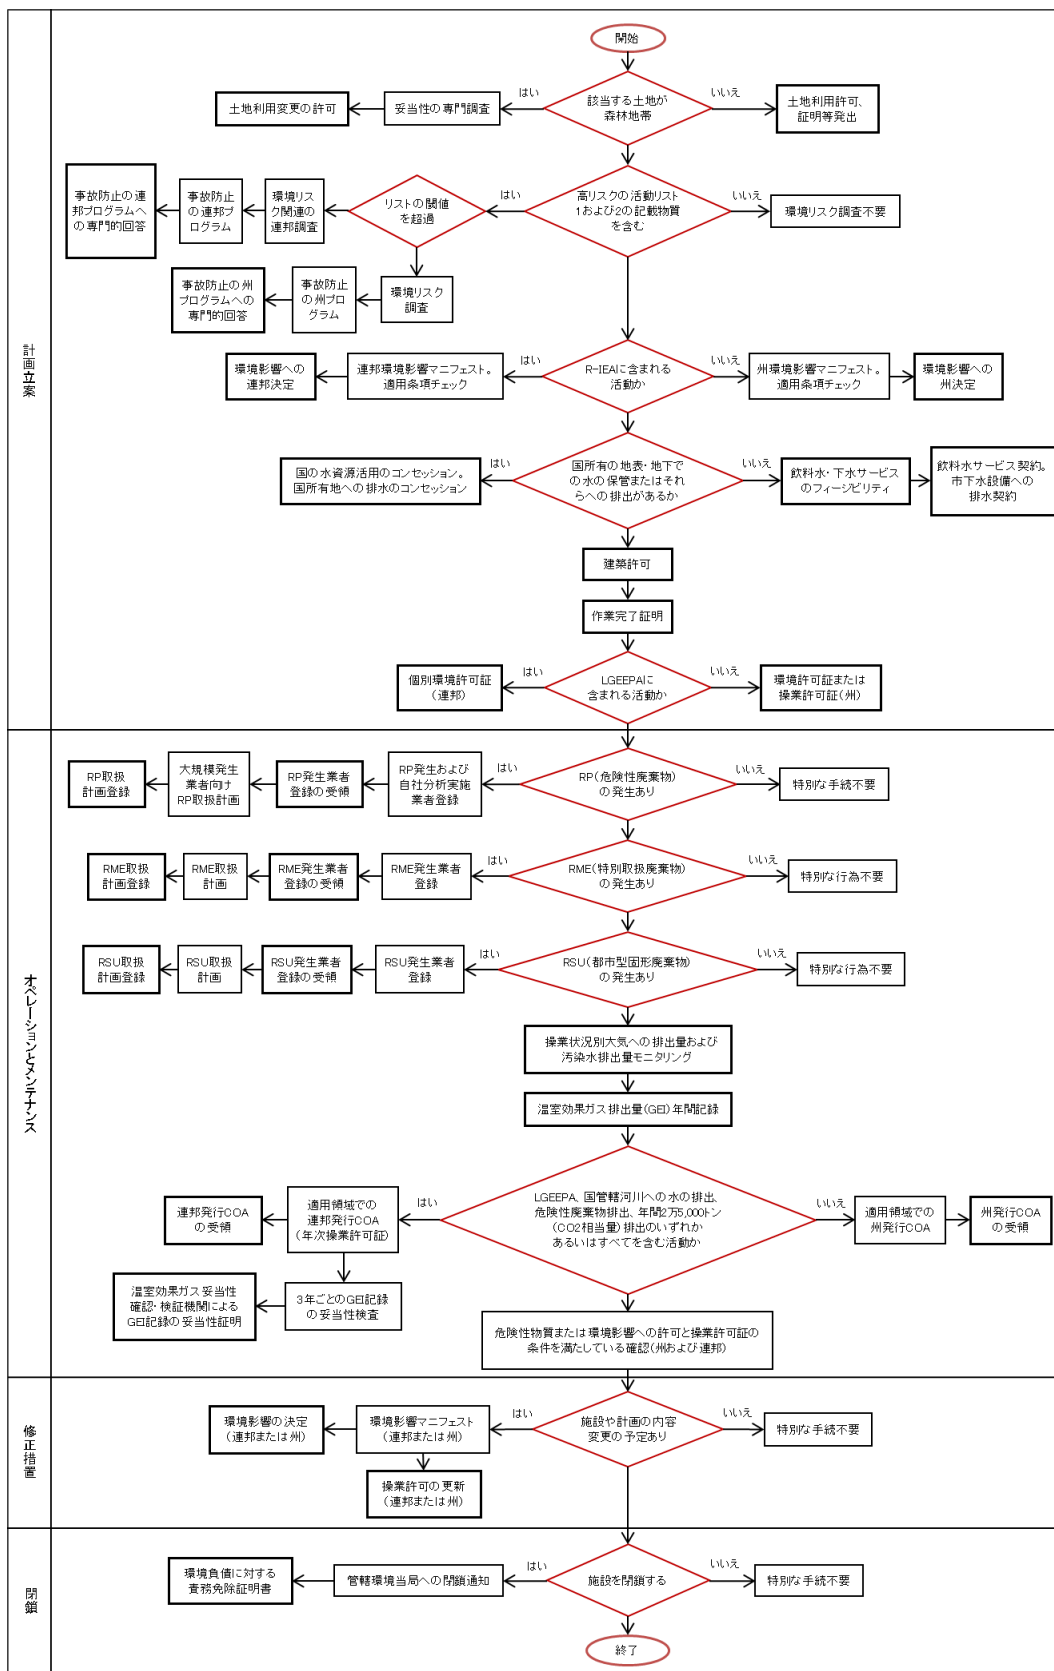 計画立案
開始
該当する土地が
森林地帯
はい
いいえ
妥当性の専門調査
土地利用変更の許可
土地利用許可、
証明等発出
高リスクの活動リスト
1および2の記載物質
を含む
はい
いいえ
環境リスク調査不要
リストの閾値
を超過
環境リス
ク関連の
連邦調査
事故防止
の連邦プ
ログラム
事故防止の連
邦プログラムへ
の専門的回答
環境リスク
調査
事故防止
の州プロ
グラム
事故防止の州
プログラムへの
専門的回答
R-IEAに含まれる
活動か
はい
いいえ
連邦環境影響マニフェスト。
適用条項チェック
環境影響への
連邦決定
州環境影響マニフェスト。
適用条項チェック
環境影響への
州決定
国所有の地表・地下で
の水の保管またはそれ
らへの排出があるか
はい
いいえ
国の水資源活用のコンセッション。
国所有地への排水のコンセッション
飲料水・下水サービス
のフィージビリティ
飲料水サービス契約。
市下水設備への
排水契約
建築許可
作業完了証明
LGEEPAに
含まれる活動か
はい
いいえ
個別環境許可証
(連邦)
環境許可証または
操業許可証(州)
オペレーションとメンテナンス
RP(危険性廃棄物)
の発生あり
はい
いいえ
RP発生および
自社分析実施
業者登録
RP発生業者
登録の受領
大規模発生
業者向け
RP取扱計画
RP取扱
計画登録
特別な手続不要
RME(特別取扱廃棄物)
の発生あり
はい
いいえ
RME発生業者
登録
RME発生業者
登録の受領
RME取扱
計画
RME取扱
計画登録
特別な行為不要
RSU(都市型固形廃棄物)
の発生あり
はい
いいえ
RSU発生業者
登録
RSU発生業者
登録の受領
RSU取扱
計画
RSU取扱
計画登録
特別な行為不要
操業状況別大気への排出量および
汚染水排出量モニタリング
温室効果ガス排出量(GEI)年間記録
LGEEPA、国管轄河川への水の排出、
危険性廃棄物排出、年間2万5,000トン
(CO2相当量)排出のいずれか
あるいはすべてを含む活動か
はい
いいえ
適用領域での
連邦発行COA
(年次操業許可証)
連邦発行COA
の受領
適用領域での
州発行COA
州発行COA
の受領
3年ごとのGEI記録
の妥当性検査
温室効果ガス妥当性
確認・検証機関による
GEI記録の妥当性証明
危険性物質または環境影響への許可と操業許可証の
条件を満たしている確認(州および連邦)
修正措置
施設や計画の内容
変更の予定あり
はい
いいえ
環境影響マニフェスト
(連邦または州)
環境影響の決定
(連邦または州)
特別な手続不要
操業許可の更新
(連邦または州)
閉鎖
施設を閉鎖する
はい
いいえ
管轄環境当局への閉鎖通知
環境負債に対する
責務免除証明書
特別な手続不要
終了